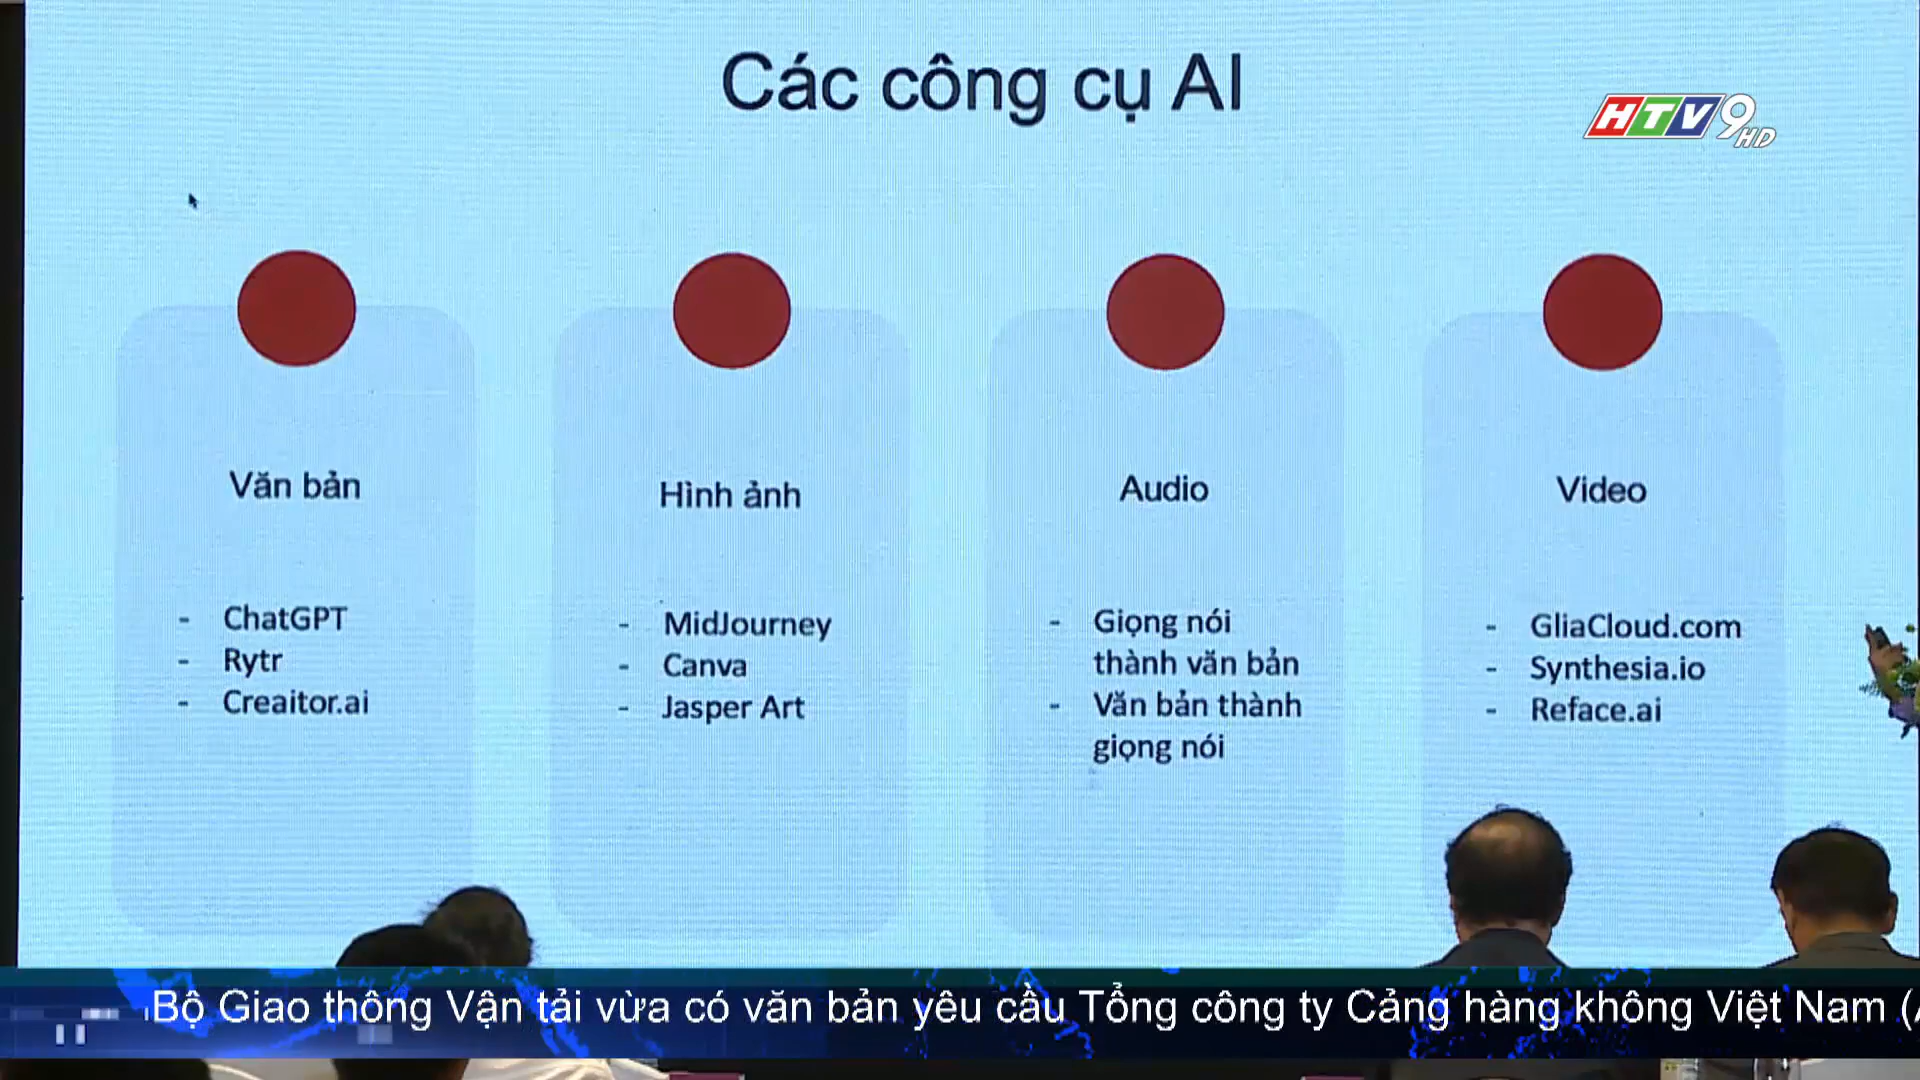 Các công cụ AI
HTV9 HD
Văn bản
- ChatGPT
- Rytr
- Creaitor.ai
Hình ảnh
- MidJourney
- Canva
- Jasper Art
Audio
- Giọng nói
thành văn bản
- Văn bản thành
giọng nói
Video
- GliaCloud.com
- Synthesia.io
- Reface.ai
Bộ Giao thông Vận tải vừa có văn bản yêu cầu Tổng công ty Cảng hàng không Việt Nam (